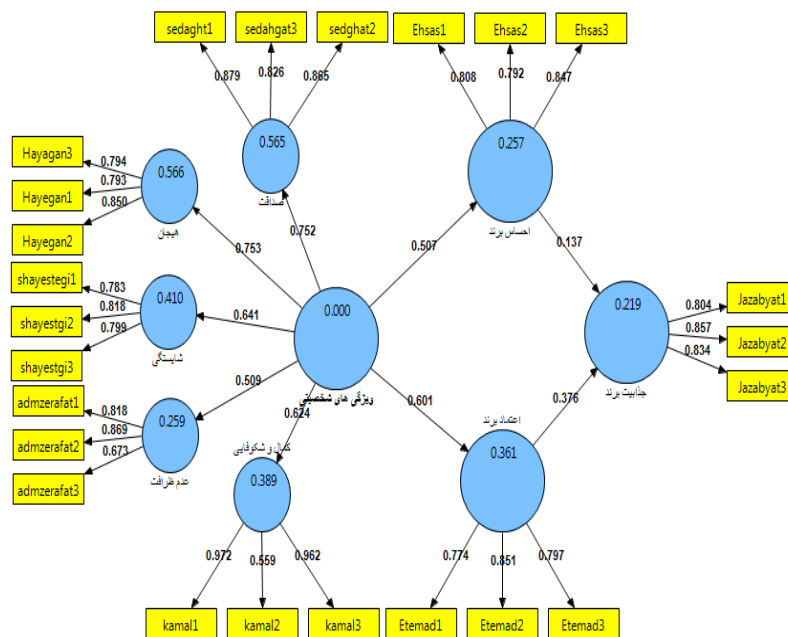 sedaght1
sedahgat3
sedghat2
Ehsas1
Ehsas2
Ehsas3
0.879
0.826
0.865
0.808
0.792
0.847
0.565
صداقت
0.257
احساس برند
Hayagan3
Hayegan1
Hayegan2
0.794
0.793
0.850
0.566
هیجان
0.753
0.752
0.507
0.137
shayestegi1
shayestgi2
shayestgi3
0.783
0.818
0.799
0.410
شایستگی
0.641
0.000
ویژگی های شخصیتی
0.219
جذابیت برند
0.804
0.857
0.834
Jazabyat1
Jazabyat2
Jazabyat3
admzerafat1
admzerafat2
admzerafat3
0.818
0.869
0.673
0.259
عدم ظرافت
0.509
0.624
0.601
0.376
کمال و شکوفایی
0.389
اعتماد برند
0.361
0.972
0.559
0.962
0.774
0.851
0.797
kamal1
kamal2
kamal3
Etemad1
Etemad2
Etemad3